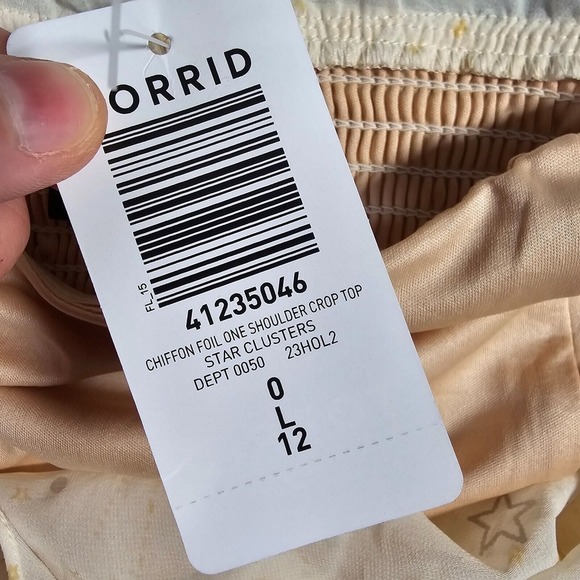 ORRID
FL_15
41235046
CHIFFON FOIL ONE SHOULDER CROP TOP
STAR CLUSTERS
DEPT 0050 23HOL2
0
L
12